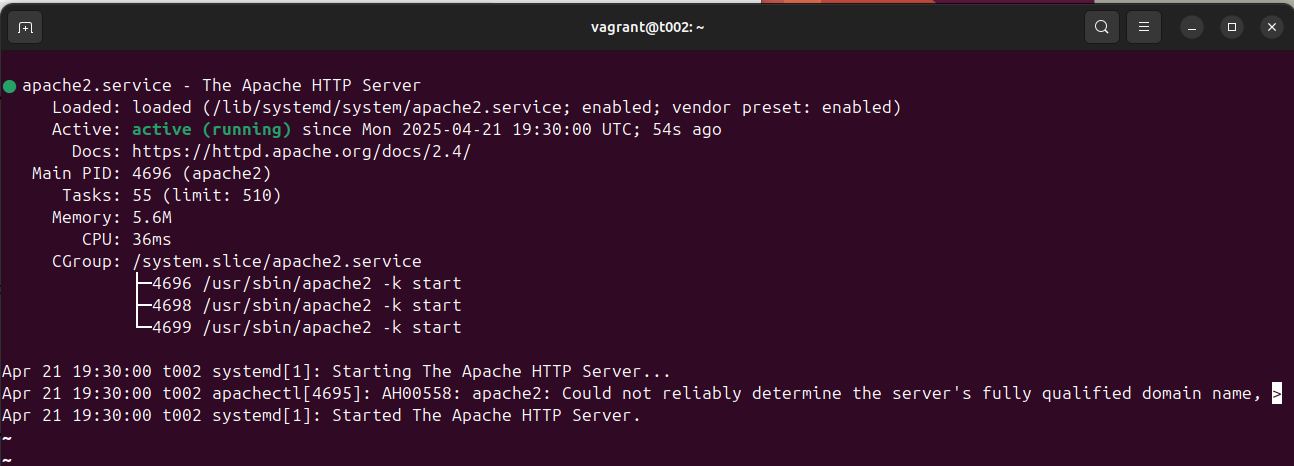 vagrant@t002: ~
apache2.service - The Apache HTTP Server
Loaded: loaded (/lib/systemd/system/apache2.service; enabled; vendor preset: enabled)
Active: active (running) since Mon 2025-04-21 19:30:00 UTC; 54s ago
Docs: https://httpd.apache.org/docs/2.4/
Main PID: 4696 (apache2)
Tasks: 55 (limit: 510)
Memory: 5.6M
CPU: 36ms
CGroup: /system.slice/apache2.service
├─4696 /usr/sbin/apache2 -k start
├─4698 /usr/sbin/apache2 -k start
└─4699 /usr/sbin/apache2 -k start
Apr 21 19:30:00 t002 systemd[1]: Starting The Apache HTTP Server...
Apr 21 19:30:00 t002 apachectl[4695]: AH00558: apache2: Could not reliably determine the server's fully qualified domain name, >
Apr 21 19:30:00 t002 systemd[1]: Started The Apache HTTP Server.
~
~